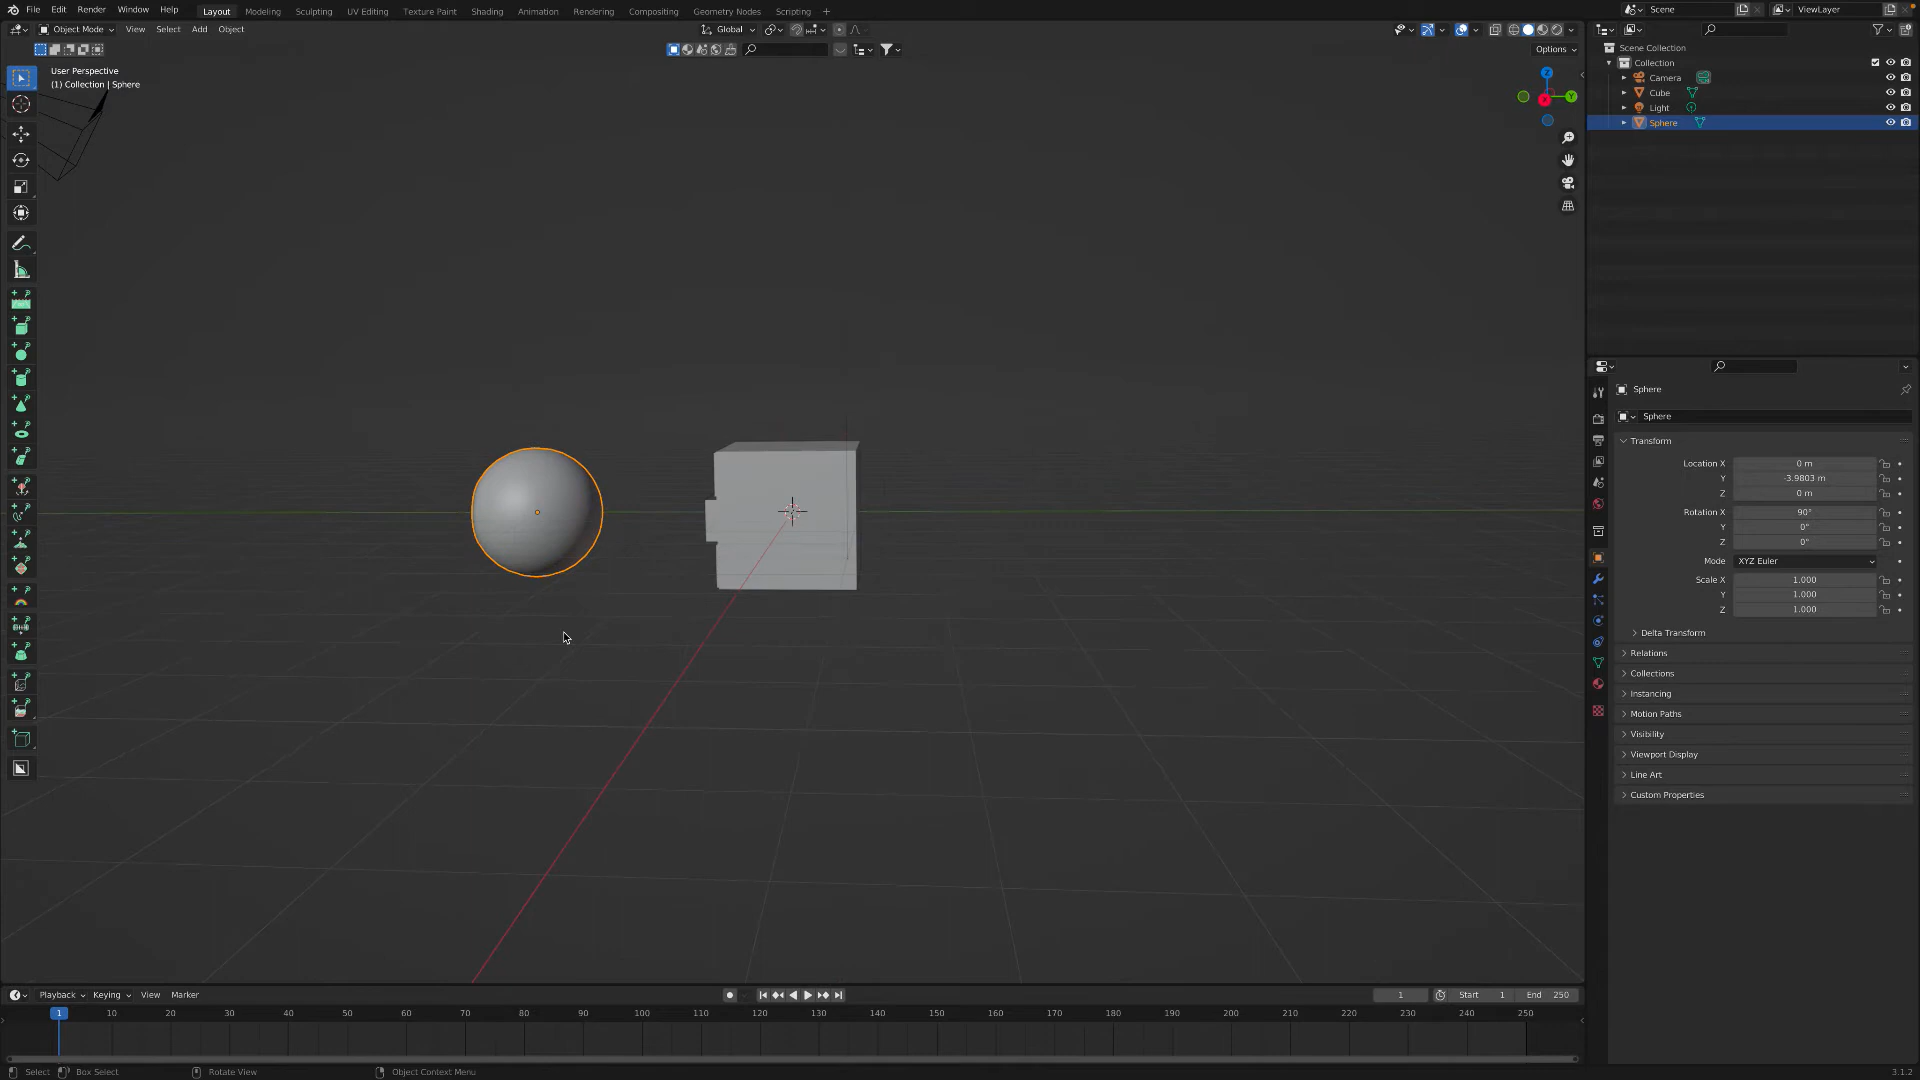 File Edit Render Window Help Layout Modeling Sculpting UV Editing Texture Paint Shading Animation Rendering Compositing Geometry Nodes Scripting + Scene ViewLayer
Object Mode View Select Add Object Global
Options
User Perspective
(1) Collection | Sphere
Z
Y
X
Scene Collection
Collection
Camera
Cube
Light
Sphere
Sphere
Sphere
Transform
Location X 0 m
Y -3.9803 m
Z 0 m
Rotation X 90°
Y 0°
Z 0°
Mode XYZ Euler
Scale X 1.000
Y 1.000
Z 1.000
Delta Transform
Relations
Collections
Instancing
Motion Paths
Visibility
Viewport Display
Line Art
Custom Properties
Playback Keying View Marker 1 Start 1 End 250
1 10 20 30 40 50 60 70 80 90 100 110 120 130 140 150 160 170 180 190 200 210 220 230 240 250
Select Box Select Rotate View Object Context Menu 3.1.2